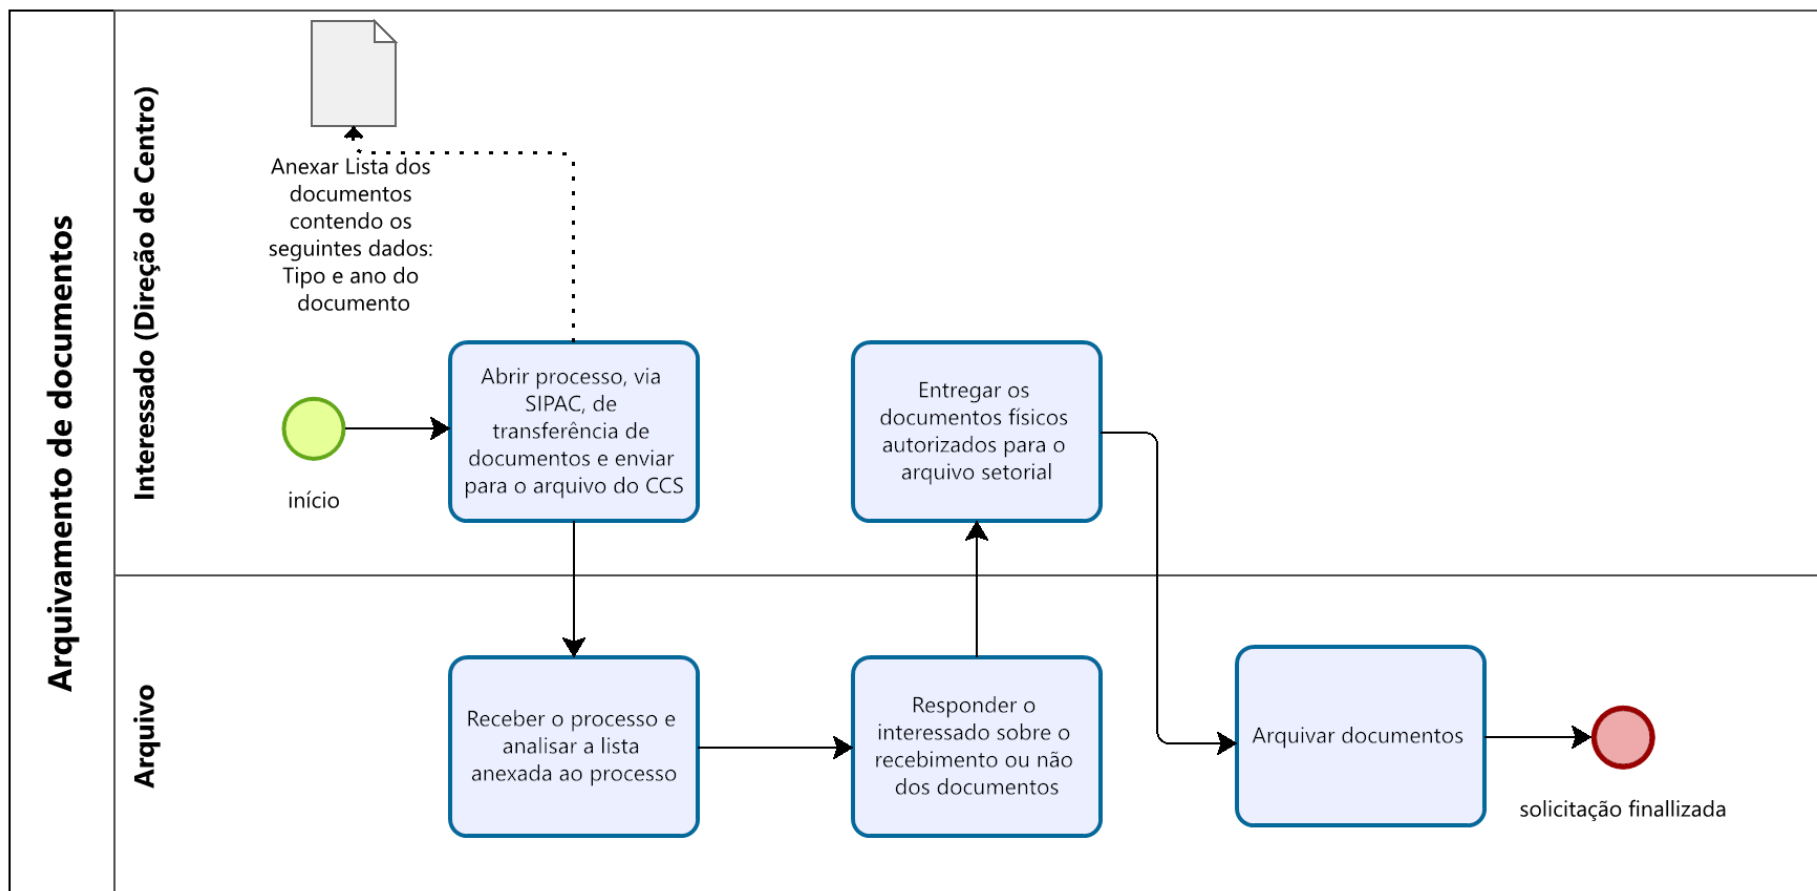 Arquivamento de documentos
Interessado (Direção de Centro)
Anexar Lista dos
documentos
contendo os
seguintes dados:
Tipo e ano do
documento
início
Abrir processo, via
SIPAC, de
transferência de
documentos e enviar
para o arquivo do CCS
Entregar os
documentos físicos
autorizados para o
arquivo setorial
Arquivo
Receber o processo e
analisar a lista
anexada ao processo
Responder o
interessado sobre o
recebimento ou não
dos documentos
Arquivar documentos
solicitação finallizada